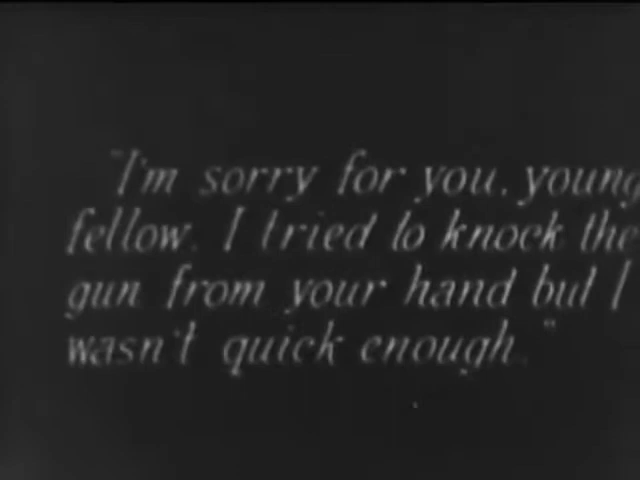 "I'm sorry for you, young
fellow. I tried to knock the
gun from your hand but I
wasn't quick enough."